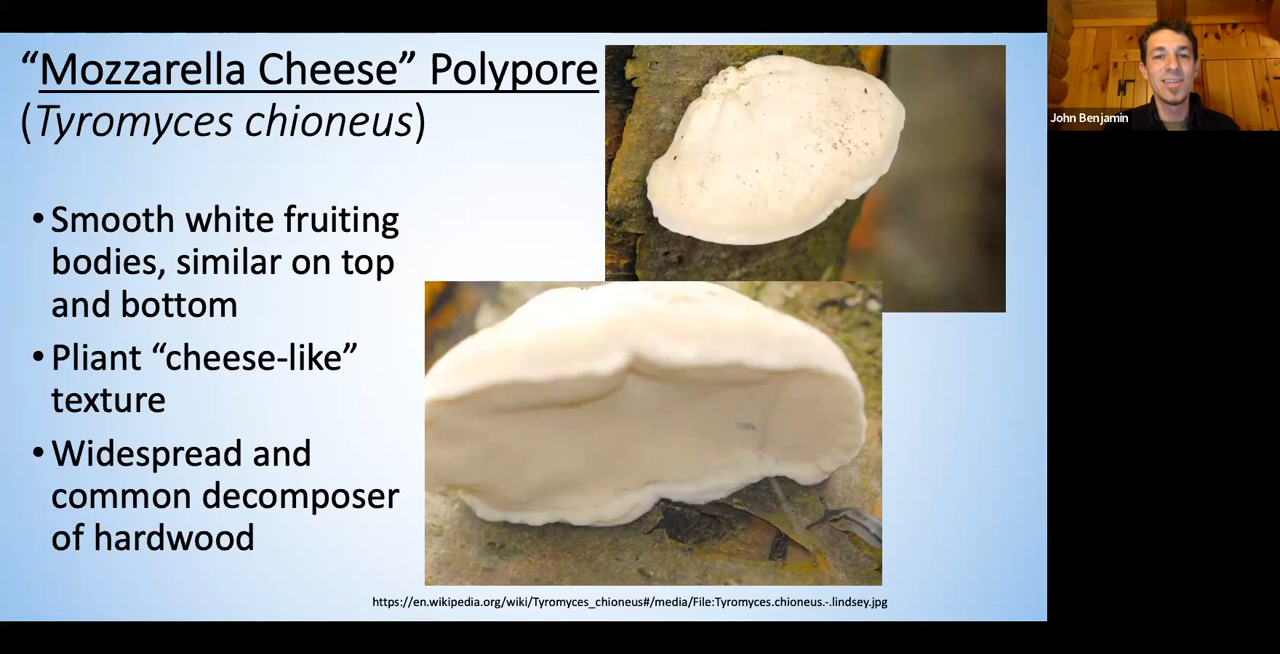 “Mozzarella Cheese” Polypore
(Tyromyces chioneus)
•Smooth white fruiting
bodies, similar on top
and bottom
•Pliant “cheese-like”
texture
•Widespread and
common decomposer
of hardwood
https://en.wikipedia.org/wiki/Tyromyces_chioneus#/media/File:Tyromyces.chioneus.-.lindsey.jpg
John Benjamin